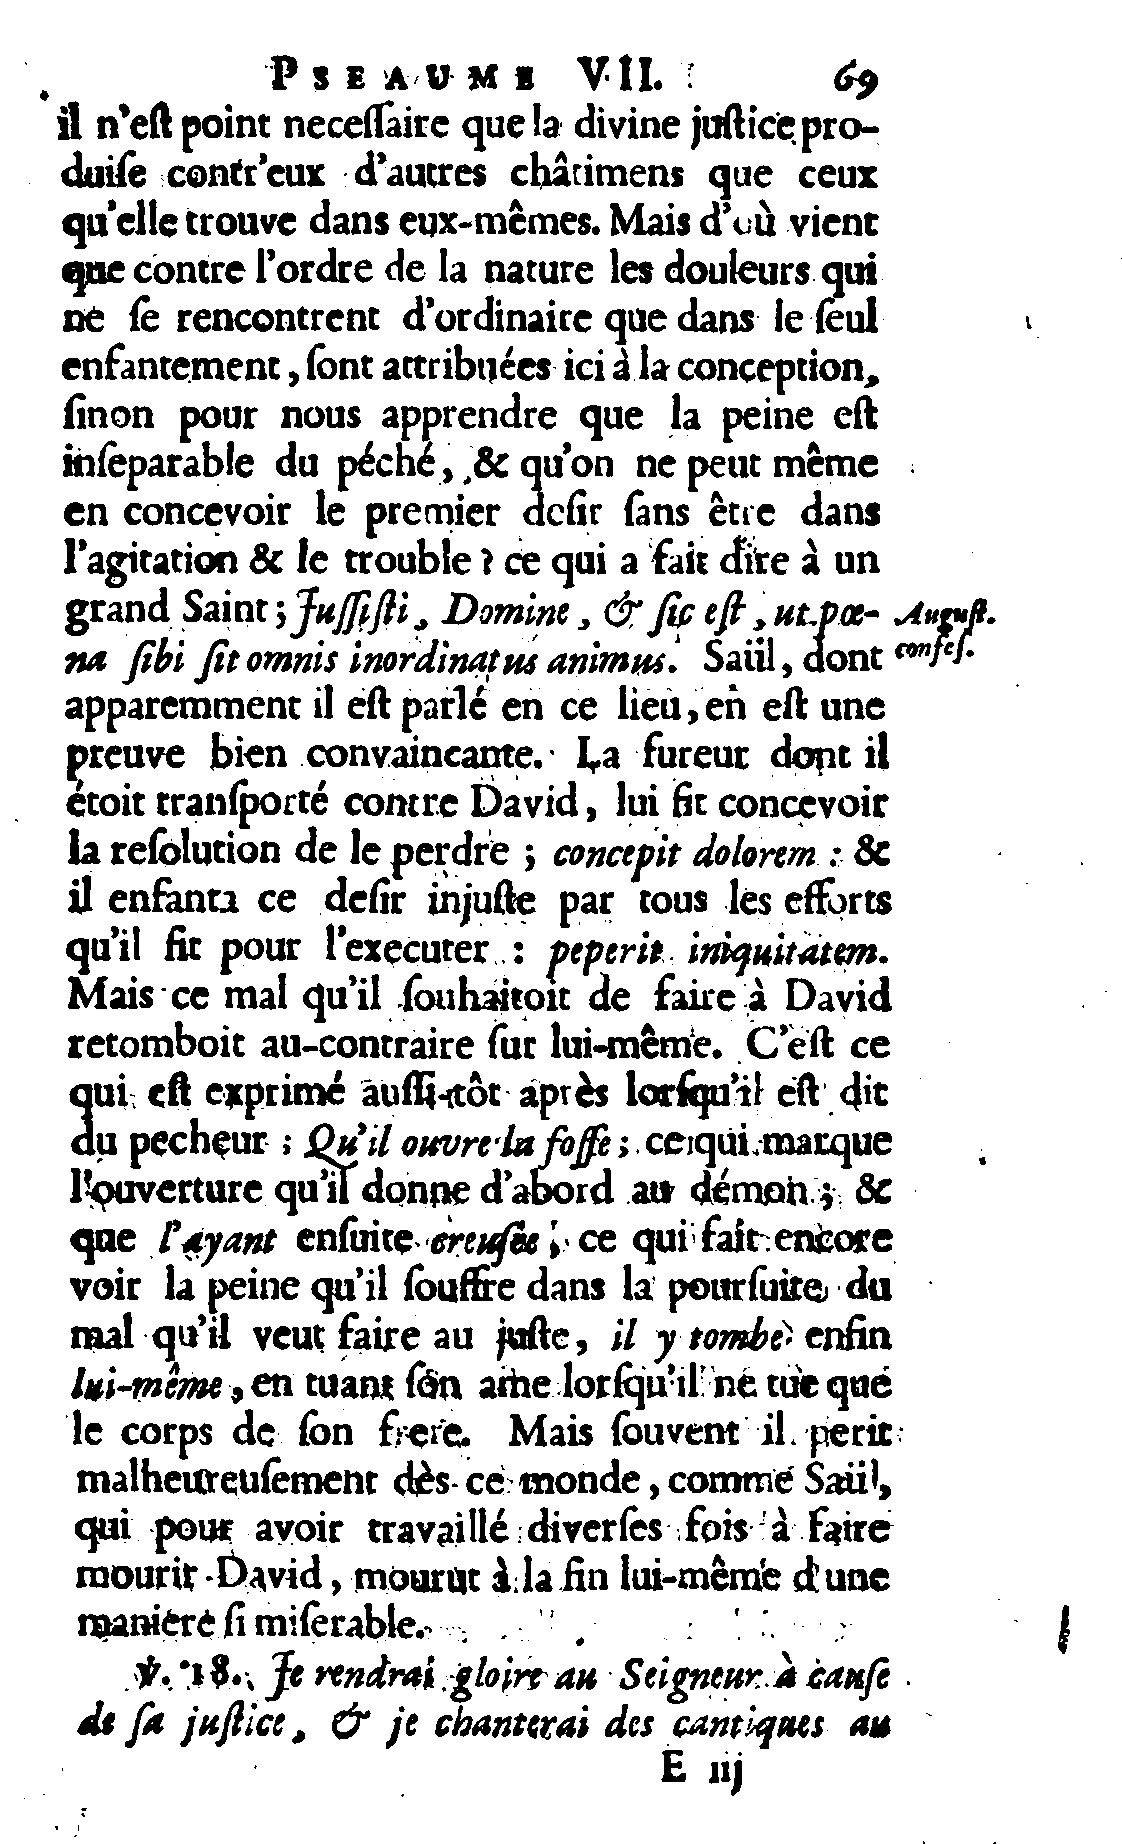 PSEAUME VII. 69
il n'eſt point neceſſaire que la divine juſtice pro-
duiſe contr'eux d'autres châtimens que ceux
qu'elle trouve dans eux-mêmes. Mais d'où vient
que contre l'ordre de la nature les douleurs qui
ne ſe rencontrent d'ordinaire que dans le ſeul
enfantement, ſont attribuées ici à la conception,
ſinon pour nous apprendre que la peine eſt
inſeparable du péché, & qu'on ne peut même
en concevoir le premier deſir ſans être dans
l'agitation & le trouble? ce qui a fait dire à un
grand Saint; Juſſiſti, Domine, & ſic eſt, ut pœ-
na ſibi ſit omnis inordinatus animus. Saül, dont
Auguſt.
confeſ.
apparemment il eſt parlé en ce lieu, en eſt une
preuve bien convaincante. La fureur dont il
étoit tranſporté contre David, lui fit concevoir
la reſolution de le perdre; concepit dolorem: &
il enfanta ce deſir injuſte par tous les efforts
qu'il fit pour l'executer: peperit iniquitatem.
Mais ce mal qu'il ſouhaitoit de faire à David
retomboit au-contraire ſur lui-même. C'eſt ce
qui eſt exprimé auſſi-tôt après lorſqu'il eſt dit
du pecheur; Qu'il ouvre la foſſe; ce qui marque
l'ouverture qu'il donne d'abord au démon; &
que l'ayant enſuite creuſée; ce qui fait encore
voir la peine qu'il ſouffre dans la pourſuite du
mal qu'il veut faire au juſte, il y tombe enfin
lui-même, en tuant ſon ame lorſqu'il ne tue que
le corps de ſon frere. Mais ſouvent il perit
malheureuſement dès ce monde, comme Saül,
qui pour avoir travaillé diverſes fois à faire
mourir David, mourut à la fin lui-même d'une
maniere ſi miſerable.
℣. 18. Je rendrai gloire au Seigneur à cauſe
de ſa juſtice, & je chanterai des cantiques au
E iij